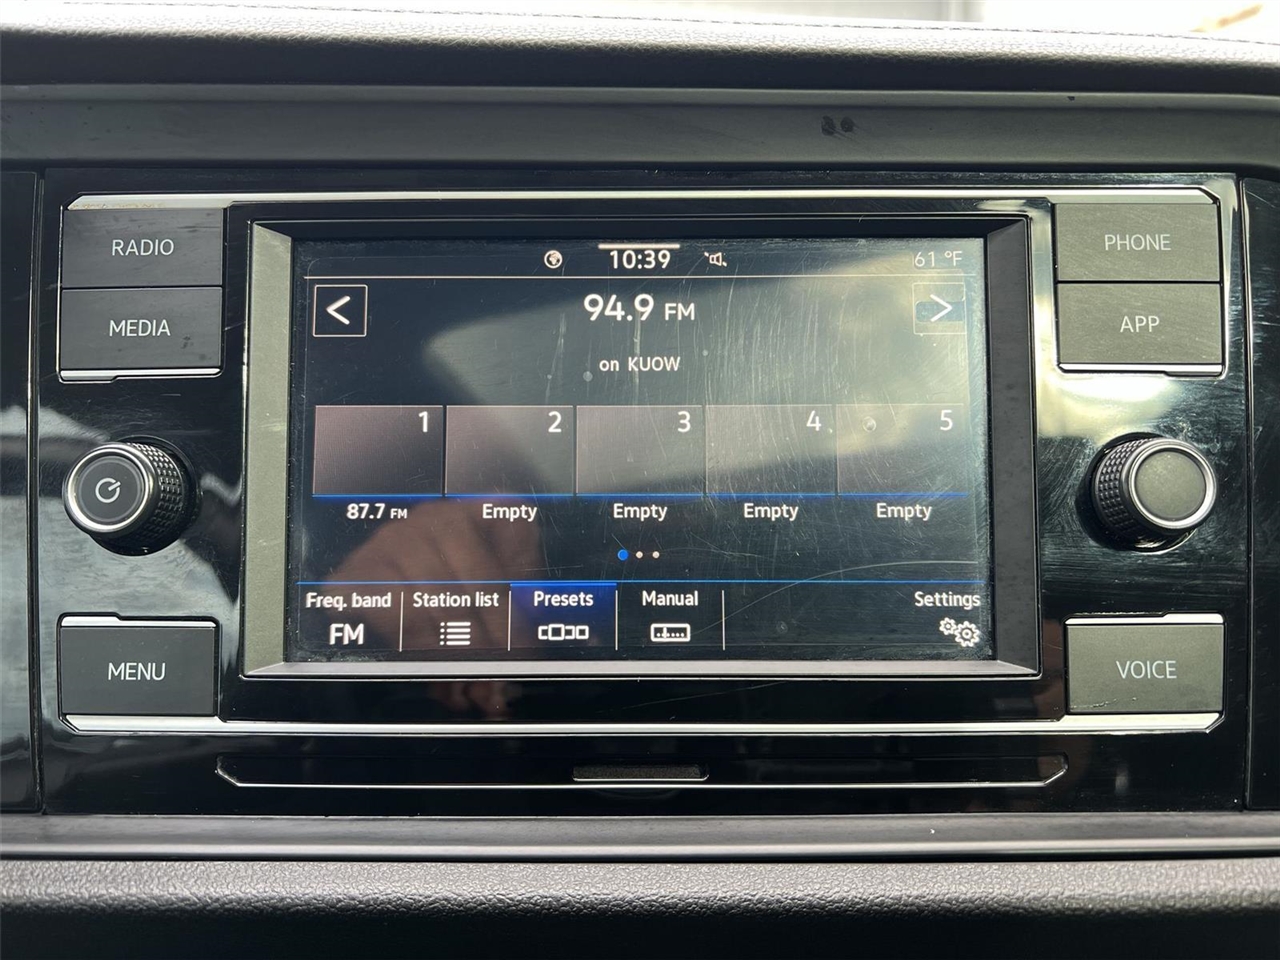 RADIO
MEDIA
MENU
10:39
61 °F
94.9 FM
on KUOW
1 2 3 4 5
87.7 FM Empty Empty Empty Empty
Freq. band Station list Presets Manual Settings
FM
PHONE
APP
VOICE